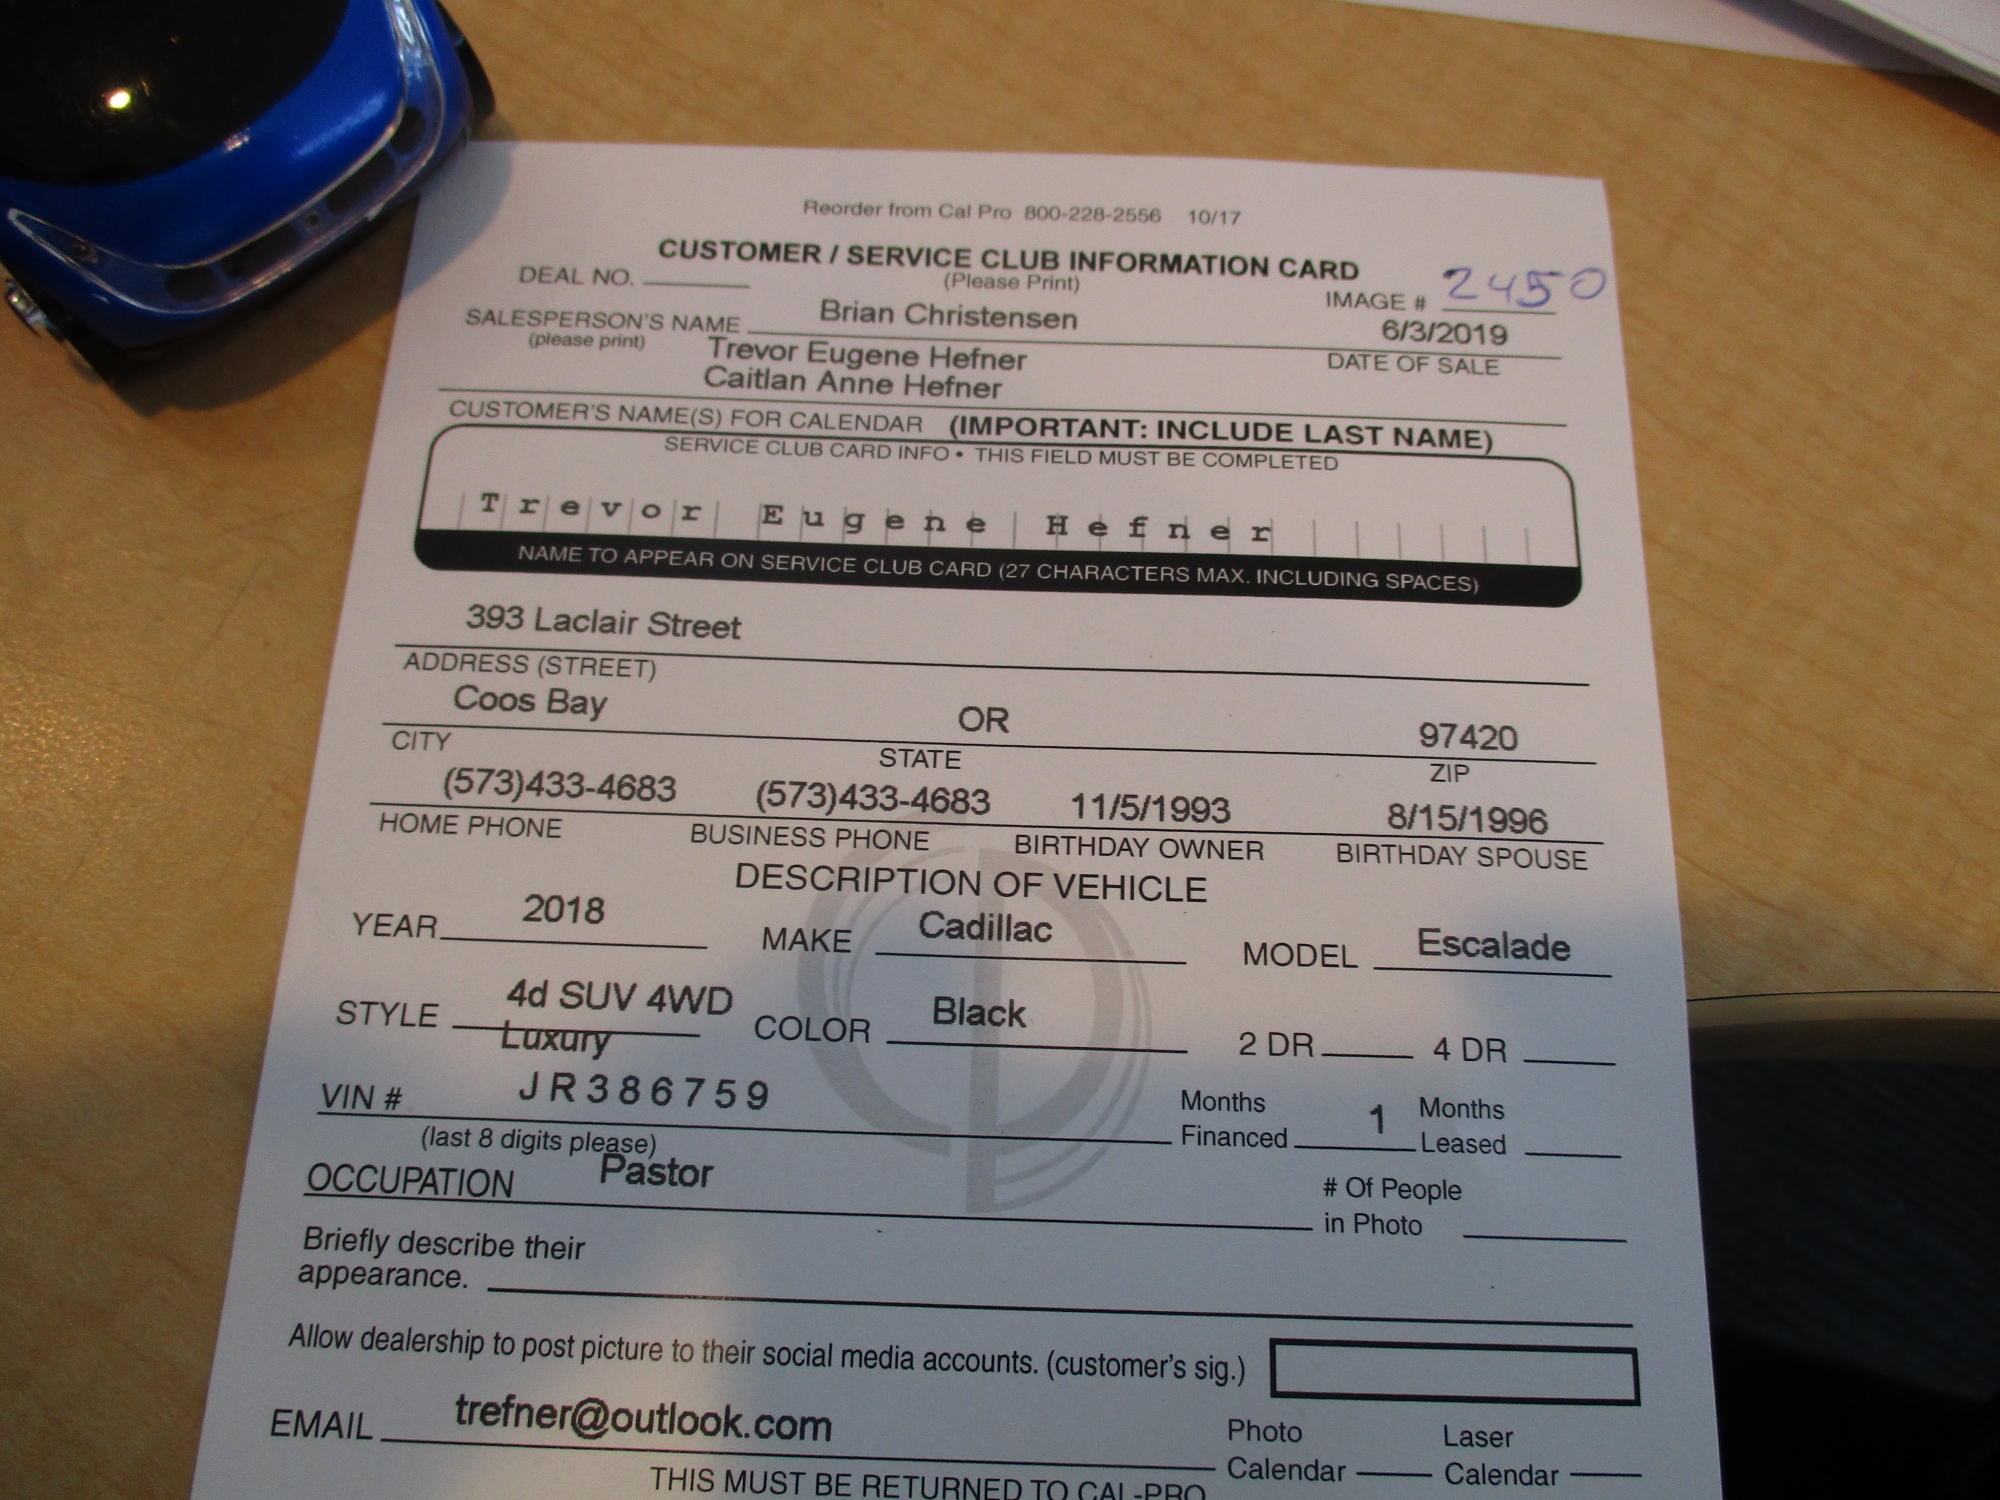 Reorder from Cal Pro 800-228-2556 10/17
CUSTOMER / SERVICE CLUB INFORMATION CARD
DEAL NO. (Please Print) IMAGE # 2450
SALESPERSON'S NAME Brian Christensen 6/3/2019
(please print) DATE OF SALE
Trevor Eugene Hefner
Caitlan Anne Hefner
CUSTOMER'S NAME(S) FOR CALENDAR (IMPORTANT: INCLUDE LAST NAME)
SERVICE CLUB CARD INFO • THIS FIELD MUST BE COMPLETED
Trevor Eugene Hefner
NAME TO APPEAR ON SERVICE CLUB CARD (27 CHARACTERS MAX. INCLUDING SPACES)
393 Laclair Street
ADDRESS (STREET)
Coos Bay OR 97420
CITY STATE ZIP
(573)433-4683 (573)433-4683 11/5/1993 8/15/1996
HOME PHONE BUSINESS PHONE BIRTHDAY OWNER BIRTHDAY SPOUSE
DESCRIPTION OF VEHICLE
YEAR 2018 MAKE Cadillac MODEL Escalade
STYLE 4d SUV 4WD COLOR Black 2 DR 4 DR
Luxury
VIN # JR386759 Months Financed 1 Months Leased
(last 8 digits please)
OCCUPATION Pastor # Of People in Photo
Briefly describe their
appearance.
Allow dealership to post picture to their social media accounts. (customer's sig.)
EMAIL trefner@outlook.com Photo Calendar Laser Calendar
THIS MUST BE RETURNED TO CAL-PRO